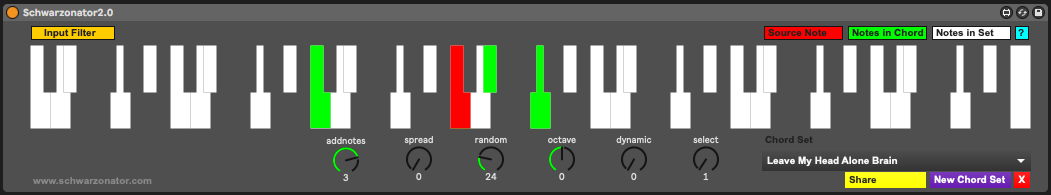 Schwarzonator2.0
Input Filter
Source Note
Notes in Chord
Notes in Set
?
addnotes
spread
random
octave
dynamic
select
Chord Set
3
0
24
0
0
1
Leave My Head Alone Brain
www.schwarzonator.com
Share
New Chord Set
X